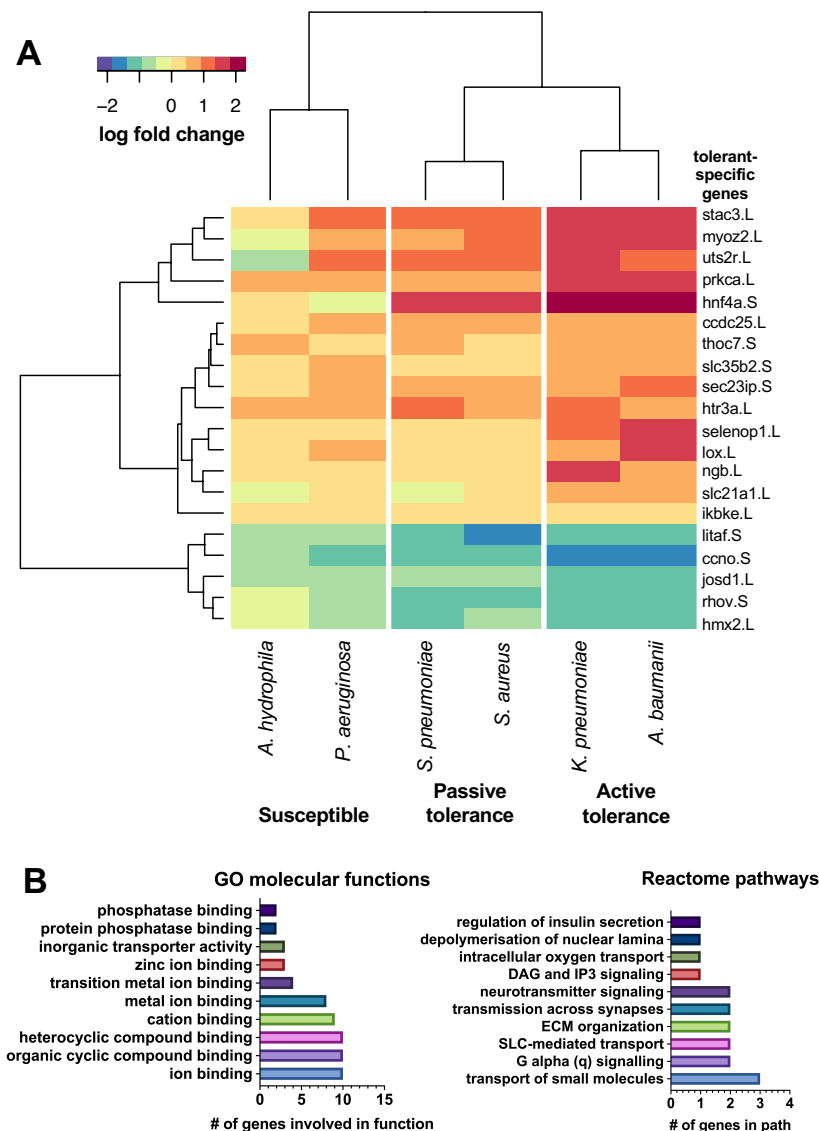 A
−2 0 1 2
log fold change
tolerant-
specific
genes
stac3.L
myoz2.L
uts2r.L
prkca.L
hnf4a.S
ccdc25.L
thoc7.S
slc35b2.S
sec23ip.S
htr3a.L
selenop1.L
lox.L
ngb.L
slc21a1.L
ikbke.L
litaf.S
ccno.S
josd1.L
rhov.S
hmx2.L
A. hydrophila
P. aeruginosa
S. pneumoniae
S. aureus
K. pneumoniae
A. baumanii
Susceptible
Passive
tolerance
Active
tolerance
B
GO molecular functions
phosphatase binding
protein phosphatase binding
inorganic transporter activity
zinc ion binding
transition metal ion binding
metal ion binding
cation binding
heterocyclic compound binding
organic cyclic compound binding
ion binding
0 5 10 15
# of genes involved in function
Reactome pathways
regulation of insulin secretion
depolymerisation of nuclear lamina
intracellular oxygen transport
DAG and IP3 signaling
neurotransmitter signaling
transmission across synapses
ECM organization
SLC-mediated transport
G alpha (q) signalling
transport of small molecules
0 1 2 3 4
# of genes in path